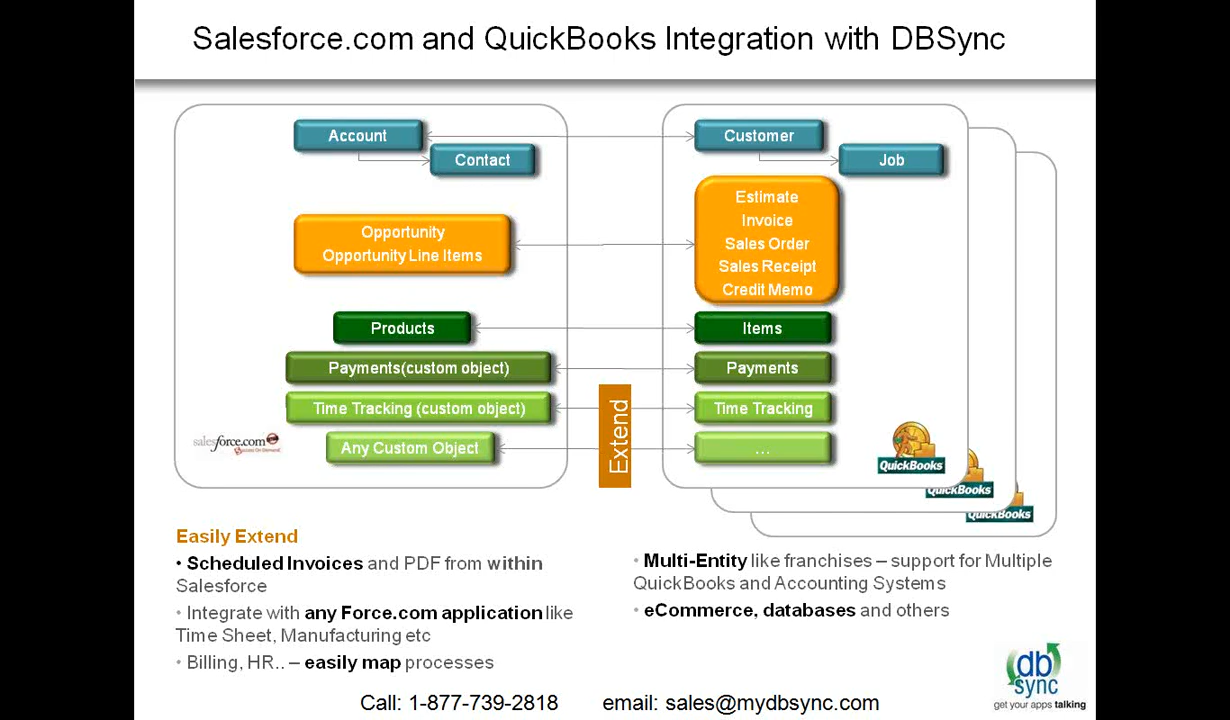 Salesforce.com and QuickBooks Integration with DBSync
Account
Contact
Opportunity
Opportunity Line Items
Products
Payments(custom object)
Time Tracking (custom object)
Any Custom Object
salesforce.com
Success On Demand
Extend
Customer
Job
Estimate
Invoice
Sales Order
Sales Receipt
Credit Memo
Items
Payments
Time Tracking
...
QuickBooks
QuickBooks
QuickBooks
Easily Extend
• Scheduled Invoices and PDF from within
Salesforce
• Integrate with any Force.com application like
Time Sheet, Manufacturing etc
• Billing, HR.. – easily map processes
• Multi-Entity like franchises – support for Multiple
QuickBooks and Accounting Systems
• eCommerce, databases and others
db
sync
get your apps talking
Call: 1-877-739-2818 email: sales@mydbsync.com